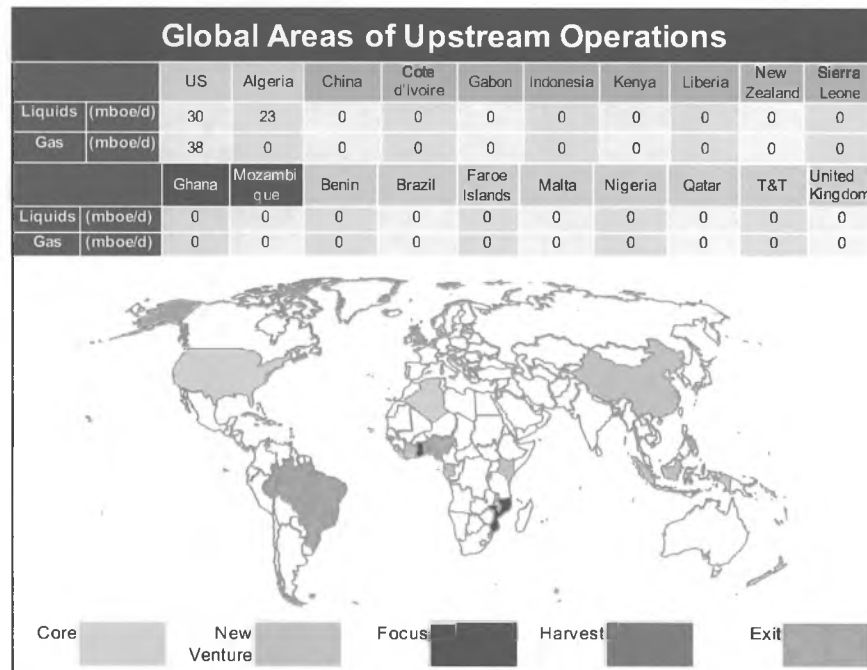 Global Areas of Upstream Operations
US Algeria China Cote d'Ivoire Gabon Indonesia Kenya Liberia New Zealand Sierra Leone
Liquids (mboe/d) 30 23 0 0 0 0 0 0 0 0
Gas (mboe/d) 38 0 0 0 0 0 0 0 0 0
Ghana Mozambi que Benin Brazil Faroe Islands Malta Nigeria Qatar T&T United Kingdom
Liquids (mboe/d) 0 0 0 0 0 0 0 0 0 0
Gas (mboe/d) 0 0 0 0 0 0 0 0 0 0
Core New Venture Focus Harvest Exit